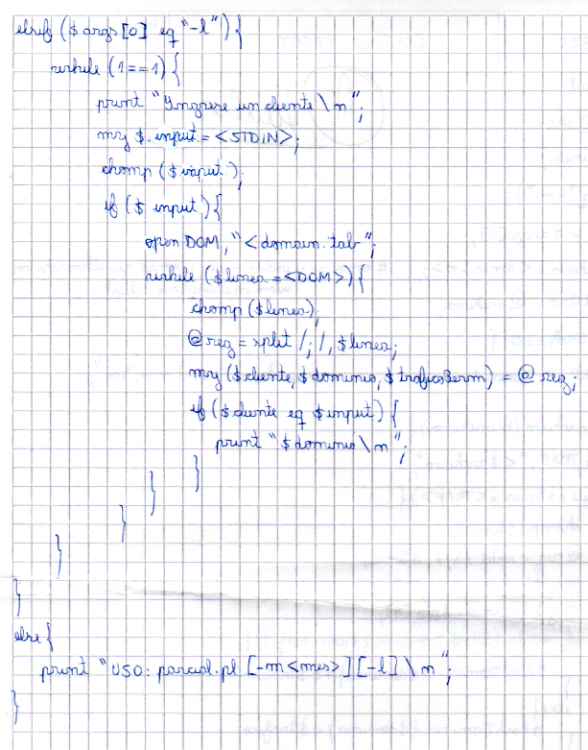 elsif ($args[0] eq "-l"){
while (1==1){
print "Ingrese un cliente\n";
my $input=<STDIN>;
chomp ($input);
if ($input){
open DOM,"<domain.tab";
while ($linea=<DOM>){
chomp ($linea);
@reg=split /;/,$linea;
my ($cliente,$dominio,$traficoPerm) = @reg;
if ($cliente eq $input) {
print "$dominio\n";
}
}
}
}
}
else{
print "USO: parcial.pl [-m<mes>][-l]\n";
}